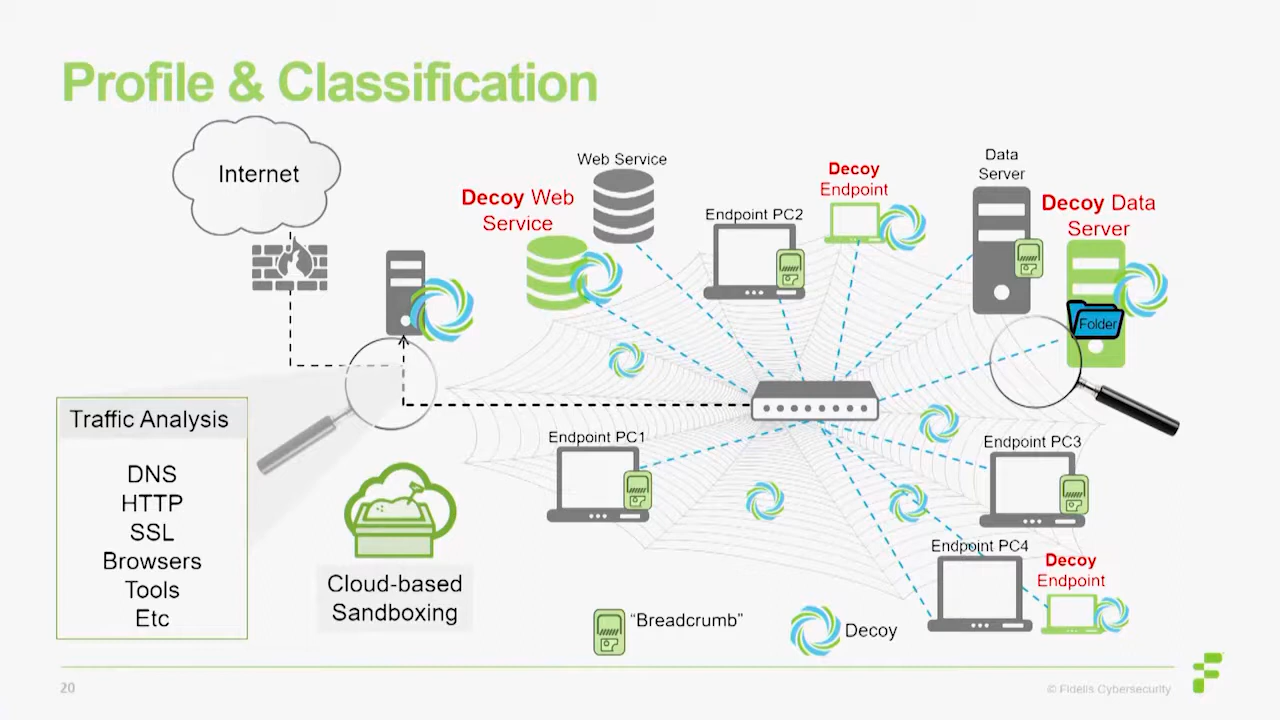 Profile & Classification
Internet
Web Service
Decoy Web
Service
Endpoint PC2
Decoy
Endpoint
Data
Server
Decoy Data
Server
Folder
Traffic Analysis
DNS
HTTP
SSL
Browsers
Tools
Etc
Cloud-based
Sandboxing
Endpoint PC1
Endpoint PC3
Endpoint PC4
Decoy
Endpoint
“Breadcrumb”
Decoy
20
© Fidelis Cybersecurity